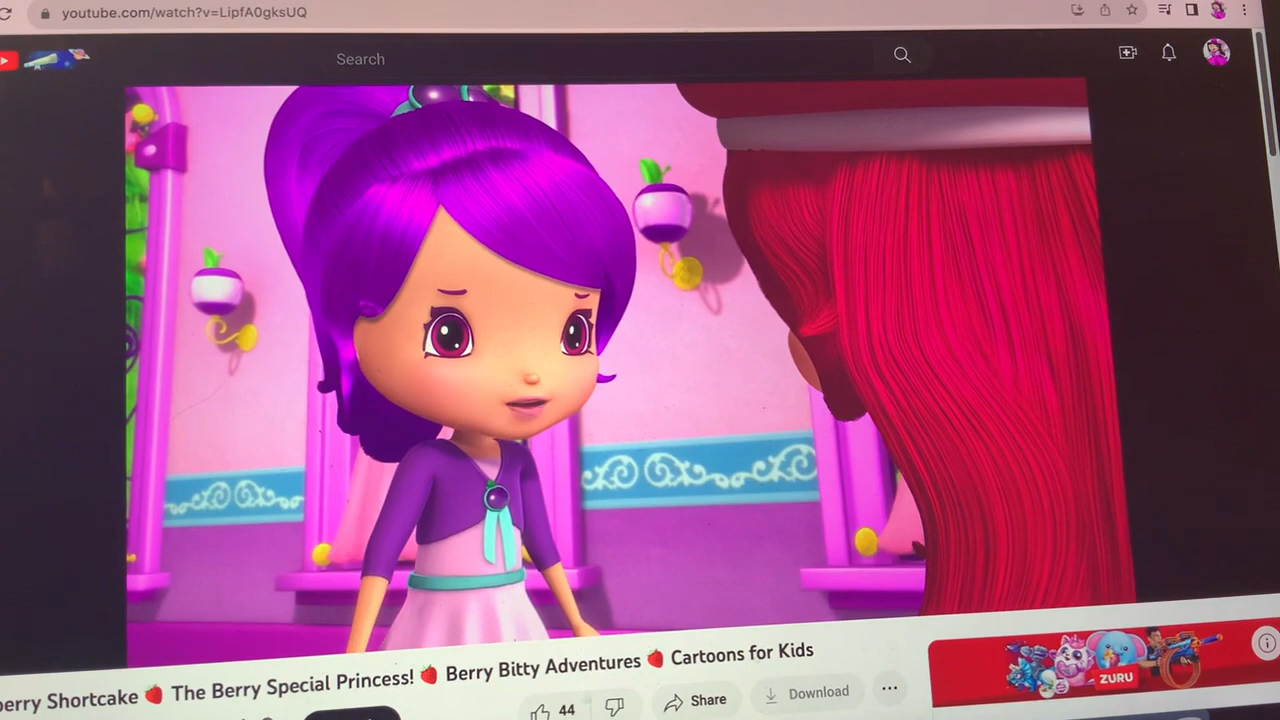 youtube.com/watch?v=LipfA0gksUQ
Search
erry Shortcake 🍓 The Berry Special Princess! 🍓 Berry Bitty Adventures 🍓 Cartoons for Kids
44 Share Download
ZURU